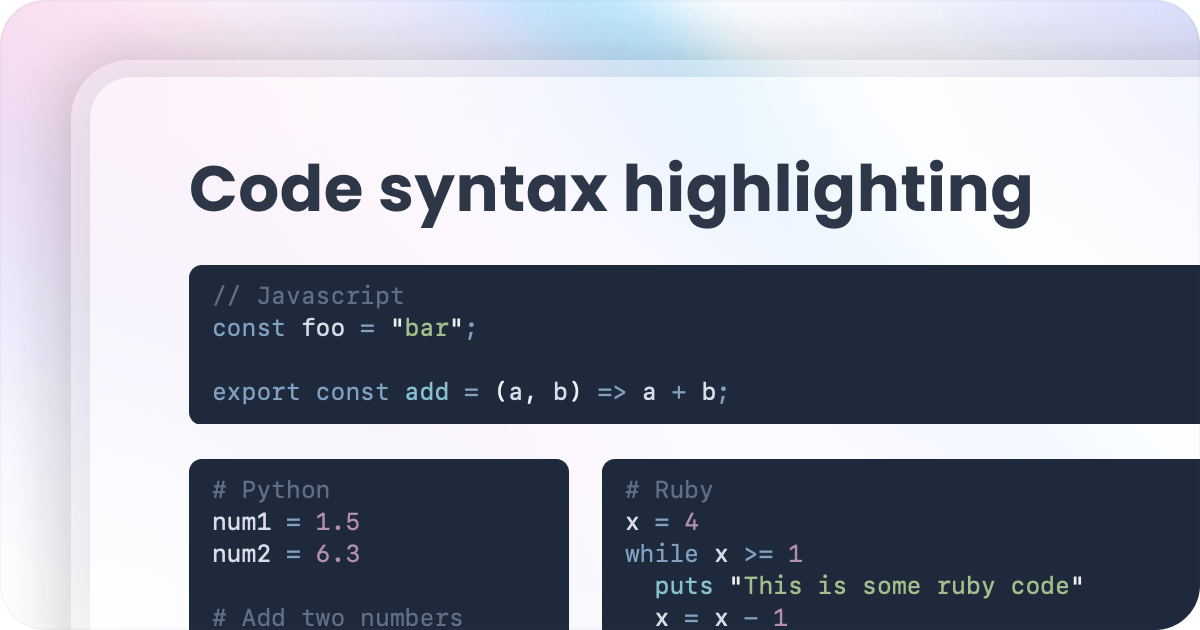 Code syntax highlighting
// Javascript
const foo = "bar";
export const add = (a, b) => a + b;
# Python
num1 = 1.5
num2 = 6.3
# Add two numbers
# Ruby
x = 4
while x >= 1
  puts "This is some ruby code"
  x = x - 1